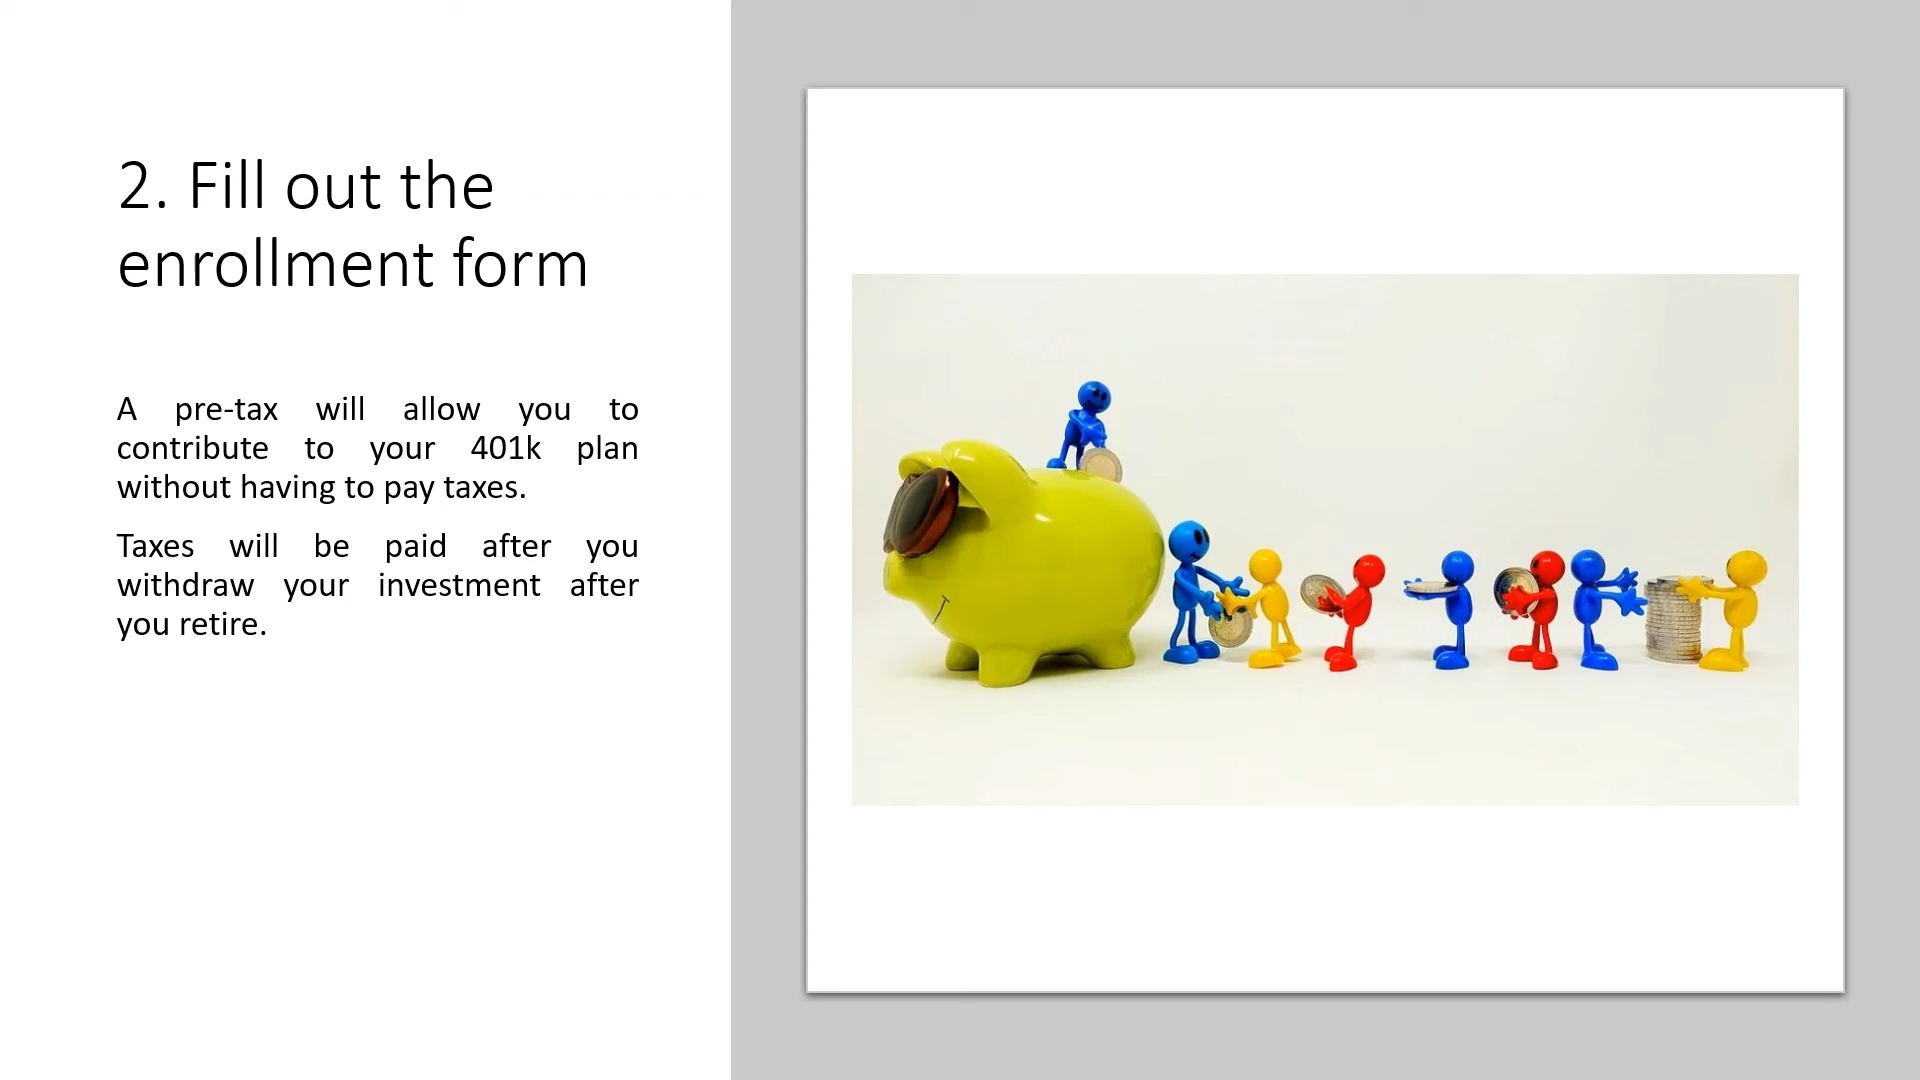 2. Fill out the
enrollment form
A pre-tax will allow you to
contribute to your 401k plan
without having to pay taxes.
Taxes will be paid after you
withdraw your investment after
you retire.